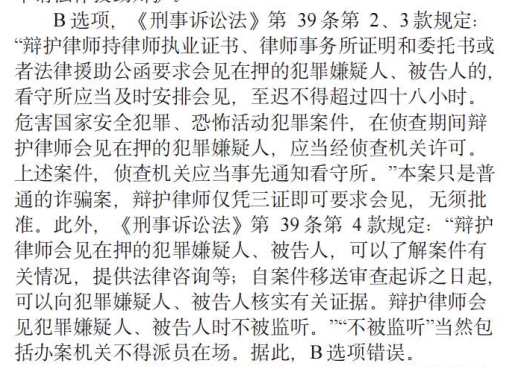 B 选项，《刑事诉讼法》第 39 条第 2、3 款规定：
“辩护律师持律师执业证书、律师事务所证明和委托书或
者法律援助公函要求会见在押的犯罪嫌疑人、被告人的，
看守所应当及时安排会见，至迟不得超过四十八小时。
危害国家安全犯罪、恐怖活动犯罪案件，在侦查期间辩
护律师会见在押的犯罪嫌疑人，应当经侦查机关许可。
上述案件，侦查机关应当事先通知看守所。”本案只是普
通的诈骗案，辩护律师仅凭三证即可要求会见，无须批
准。此外，《刑事诉讼法》第 39 条第 4 款规定：“辩护
律师会见在押的犯罪嫌疑人、被告人，可以了解案件有
关情况，提供法律咨询等；自案件移送审查起诉之日起，
可以向犯罪嫌疑人、被告人核实有关证据。辩护律师会
见犯罪嫌疑人、被告人时不被监听。”“不被监听”当然包
括办案机关不得派员在场。据此，B 选项错误。